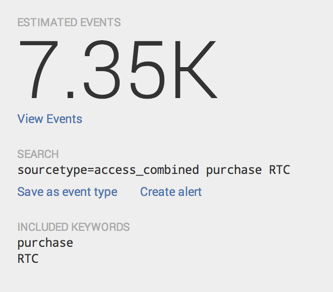 ESTIMATED EVENTS
7.35K
View Events
SEARCH
sourcetype=access_combined purchase RTC
Save as event type Create alert
INCLUDED KEYWORDS
purchase
RTC